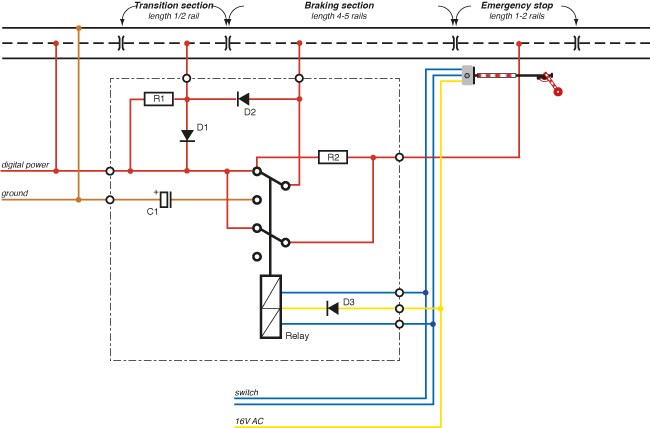 Transition section
length 1/2 rail
Braking section
length 4-5 rails
Emergency stop
length 1-2 rails
R1
D2
D1
digital power
R2
ground
+
C1
D3
Relay
switch
16V AC